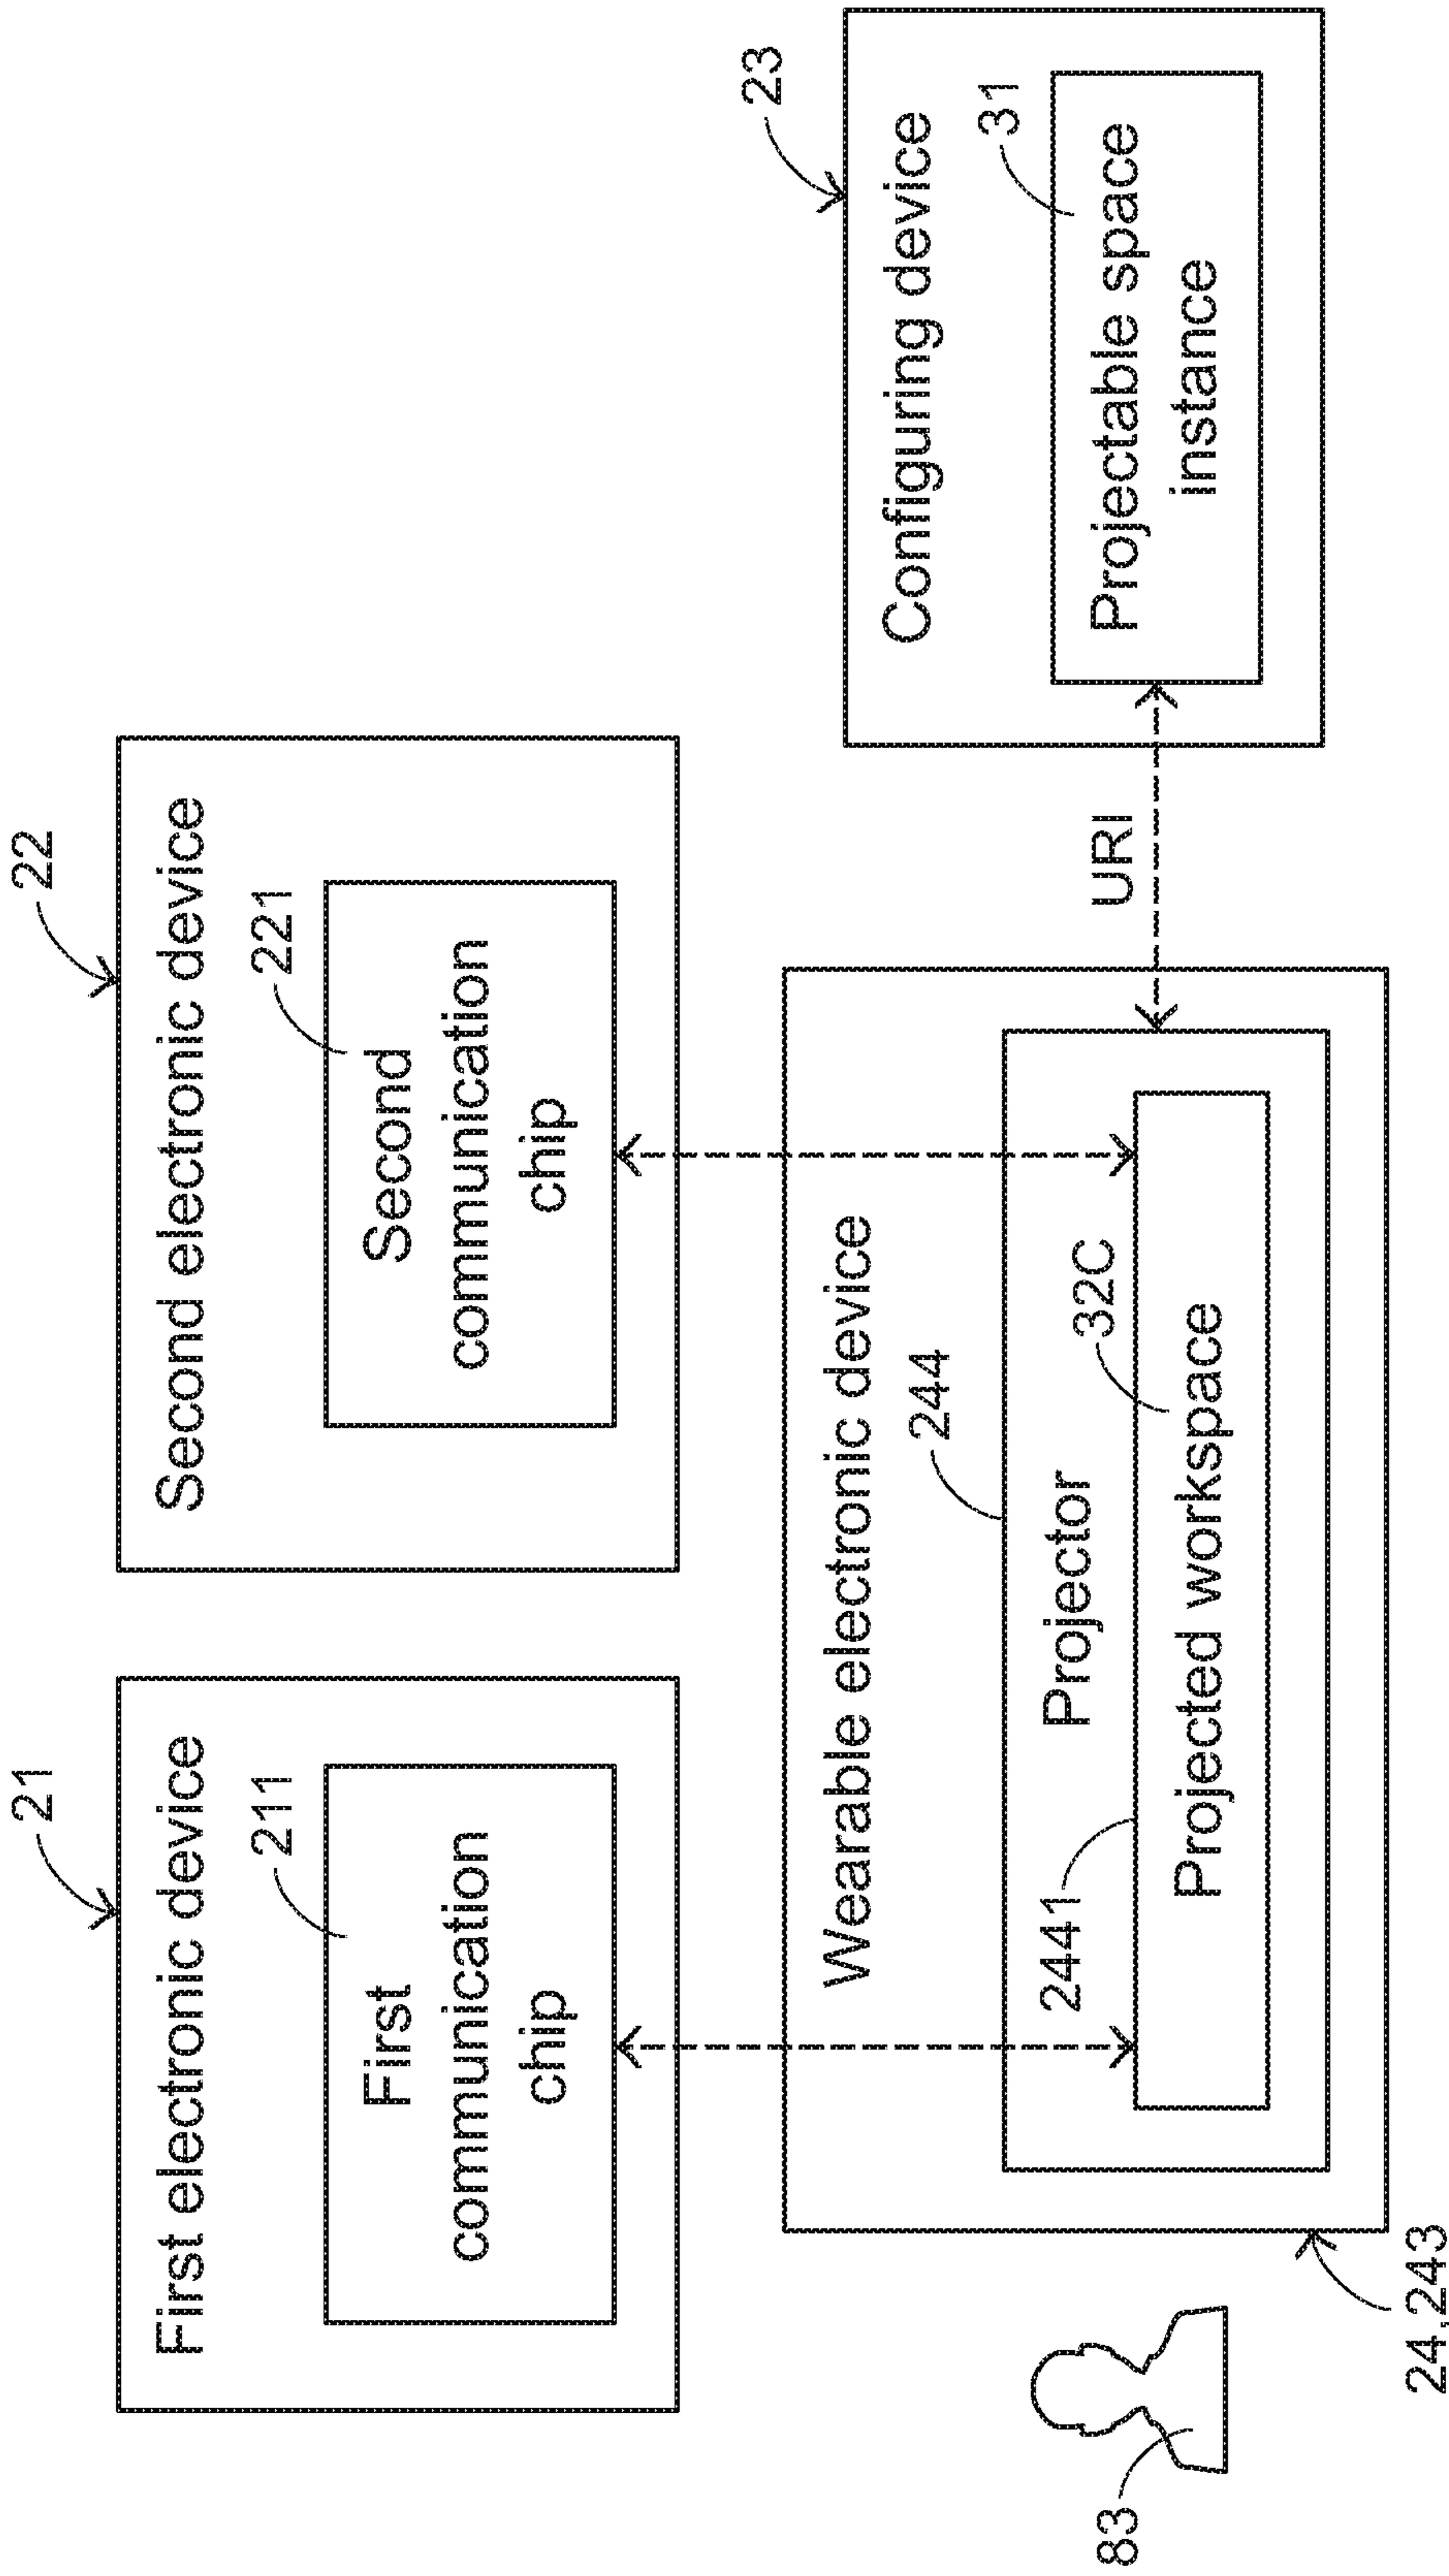 21
First electronic device
211
First
communication
chip
22
Second electronic device
221
Second
communication
chip
Wearable electronic device
244
Projector
2441
32C
Projected workspace
24,243
83
URI
23
Configuring device
31
Projectable space
instance